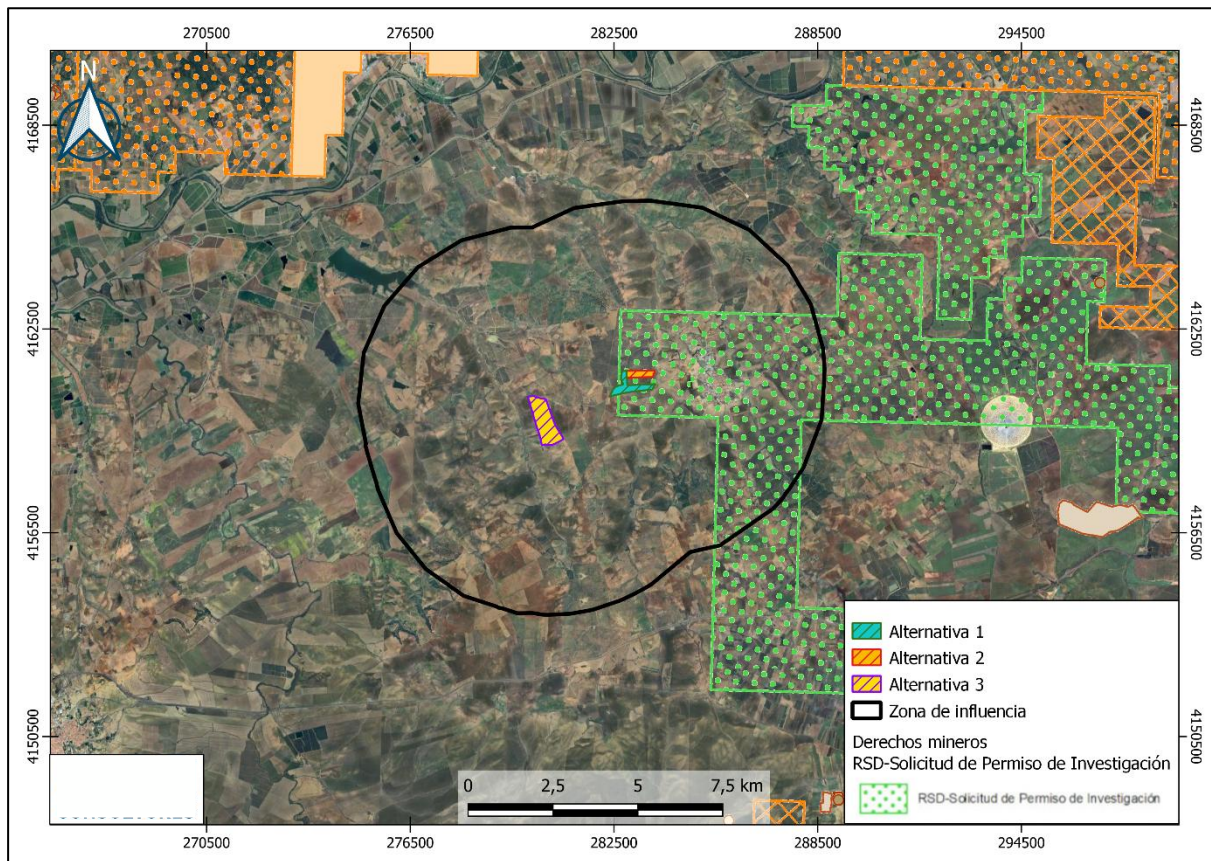 270500 276500 282500 288500 294500
N
4168500 4168500
4162500 4162500
4156500 4156500
4150500 4150500
Alternativa 1
Alternativa 2
Alternativa 3
Zona de influencia
Derechos mineros
RSD-Solicitud de Permiso de Investigación
RSD-Solicitud de Permiso de Investigación
0 2,5 5 7,5 km
270500 276500 282500 288500 294500